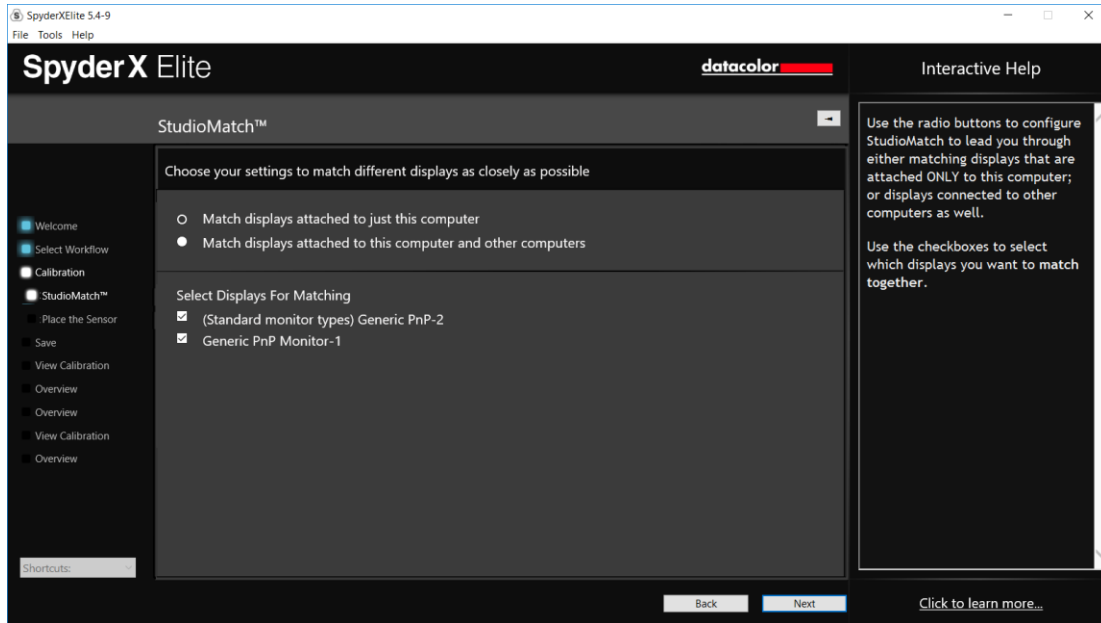 SpyderXElite 5.4-9
File Tools Help
SpyderX Elite
datacolor
Interactive Help
StudioMatch™
Choose your settings to match different displays as closely as possible
Match displays attached to just this computer
Match displays attached to this computer and other computers
Select Displays For Matching
(Standard monitor types) Generic PnP-2
Generic PnP Monitor-1
Welcome
Select Workflow
Calibration
:StudioMatch™
:Place the Sensor
Save
View Calibration
Overview
Overview
View Calibration
Overview
Shortcuts:
Use the radio buttons to configure
StudioMatch to lead you through
either matching displays that are
attached ONLY to this computer;
or displays connected to other
computers as well.
Use the checkboxes to select
which displays you want to match
together.
Back
Next
Click to learn more...